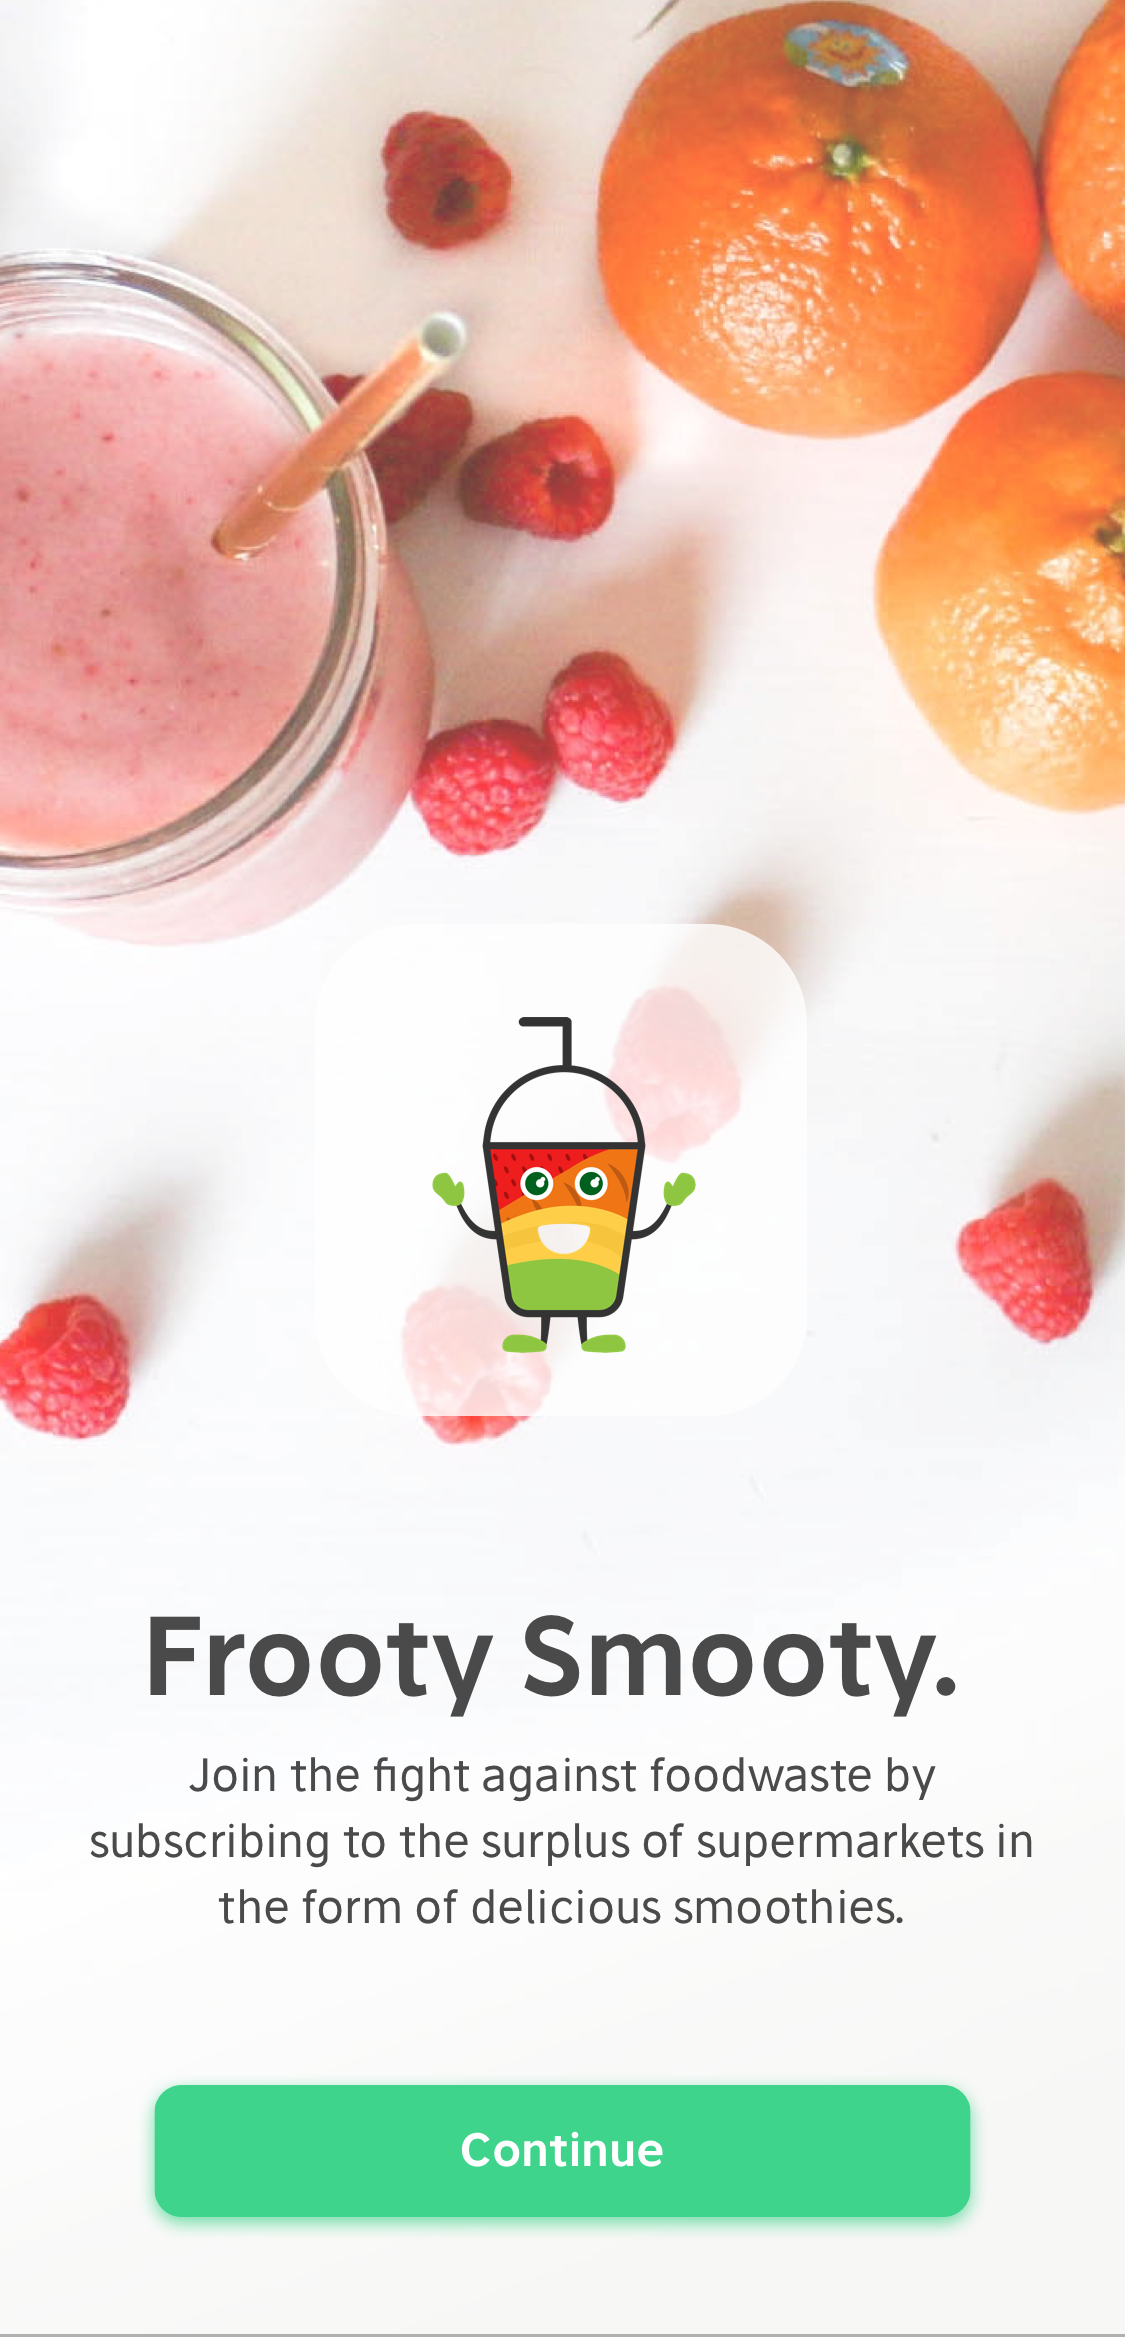 Frooty Smooty.
Join the fight against foodwaste by
subscribing to the surplus of supermarkets in
the form of delicious smoothies.
Continue